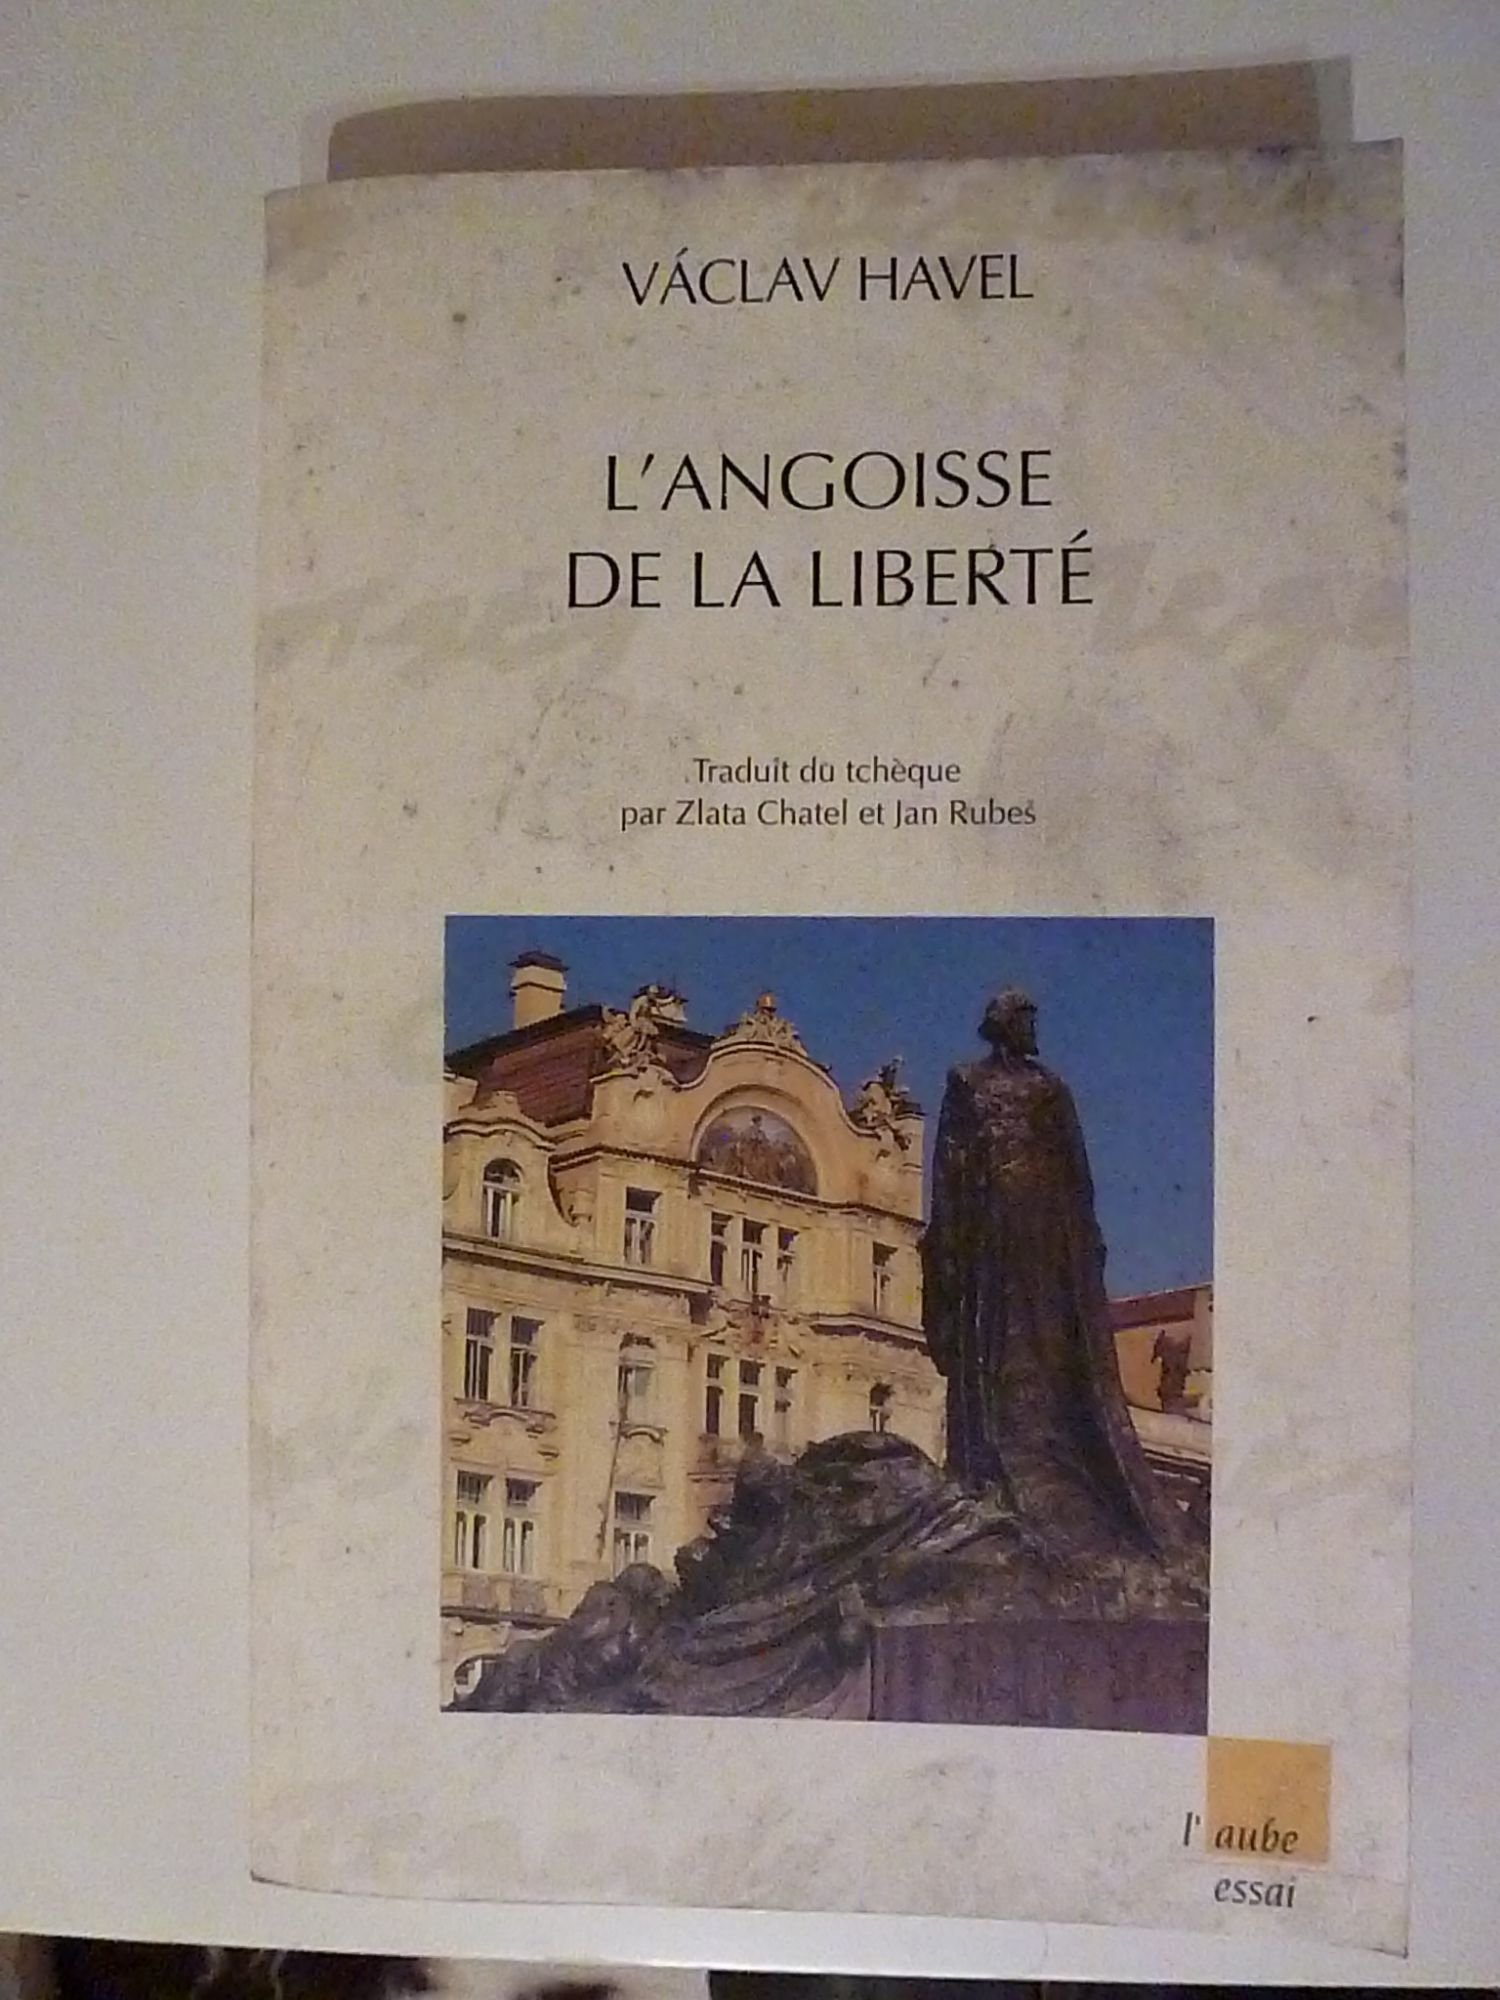 VÁCLAV HAVEL
L'ANGOISSE
DE LA LIBERTÉ
Traduit du tchèque
par Zlata Chatel et Jan Rubeš
l'aube
essai